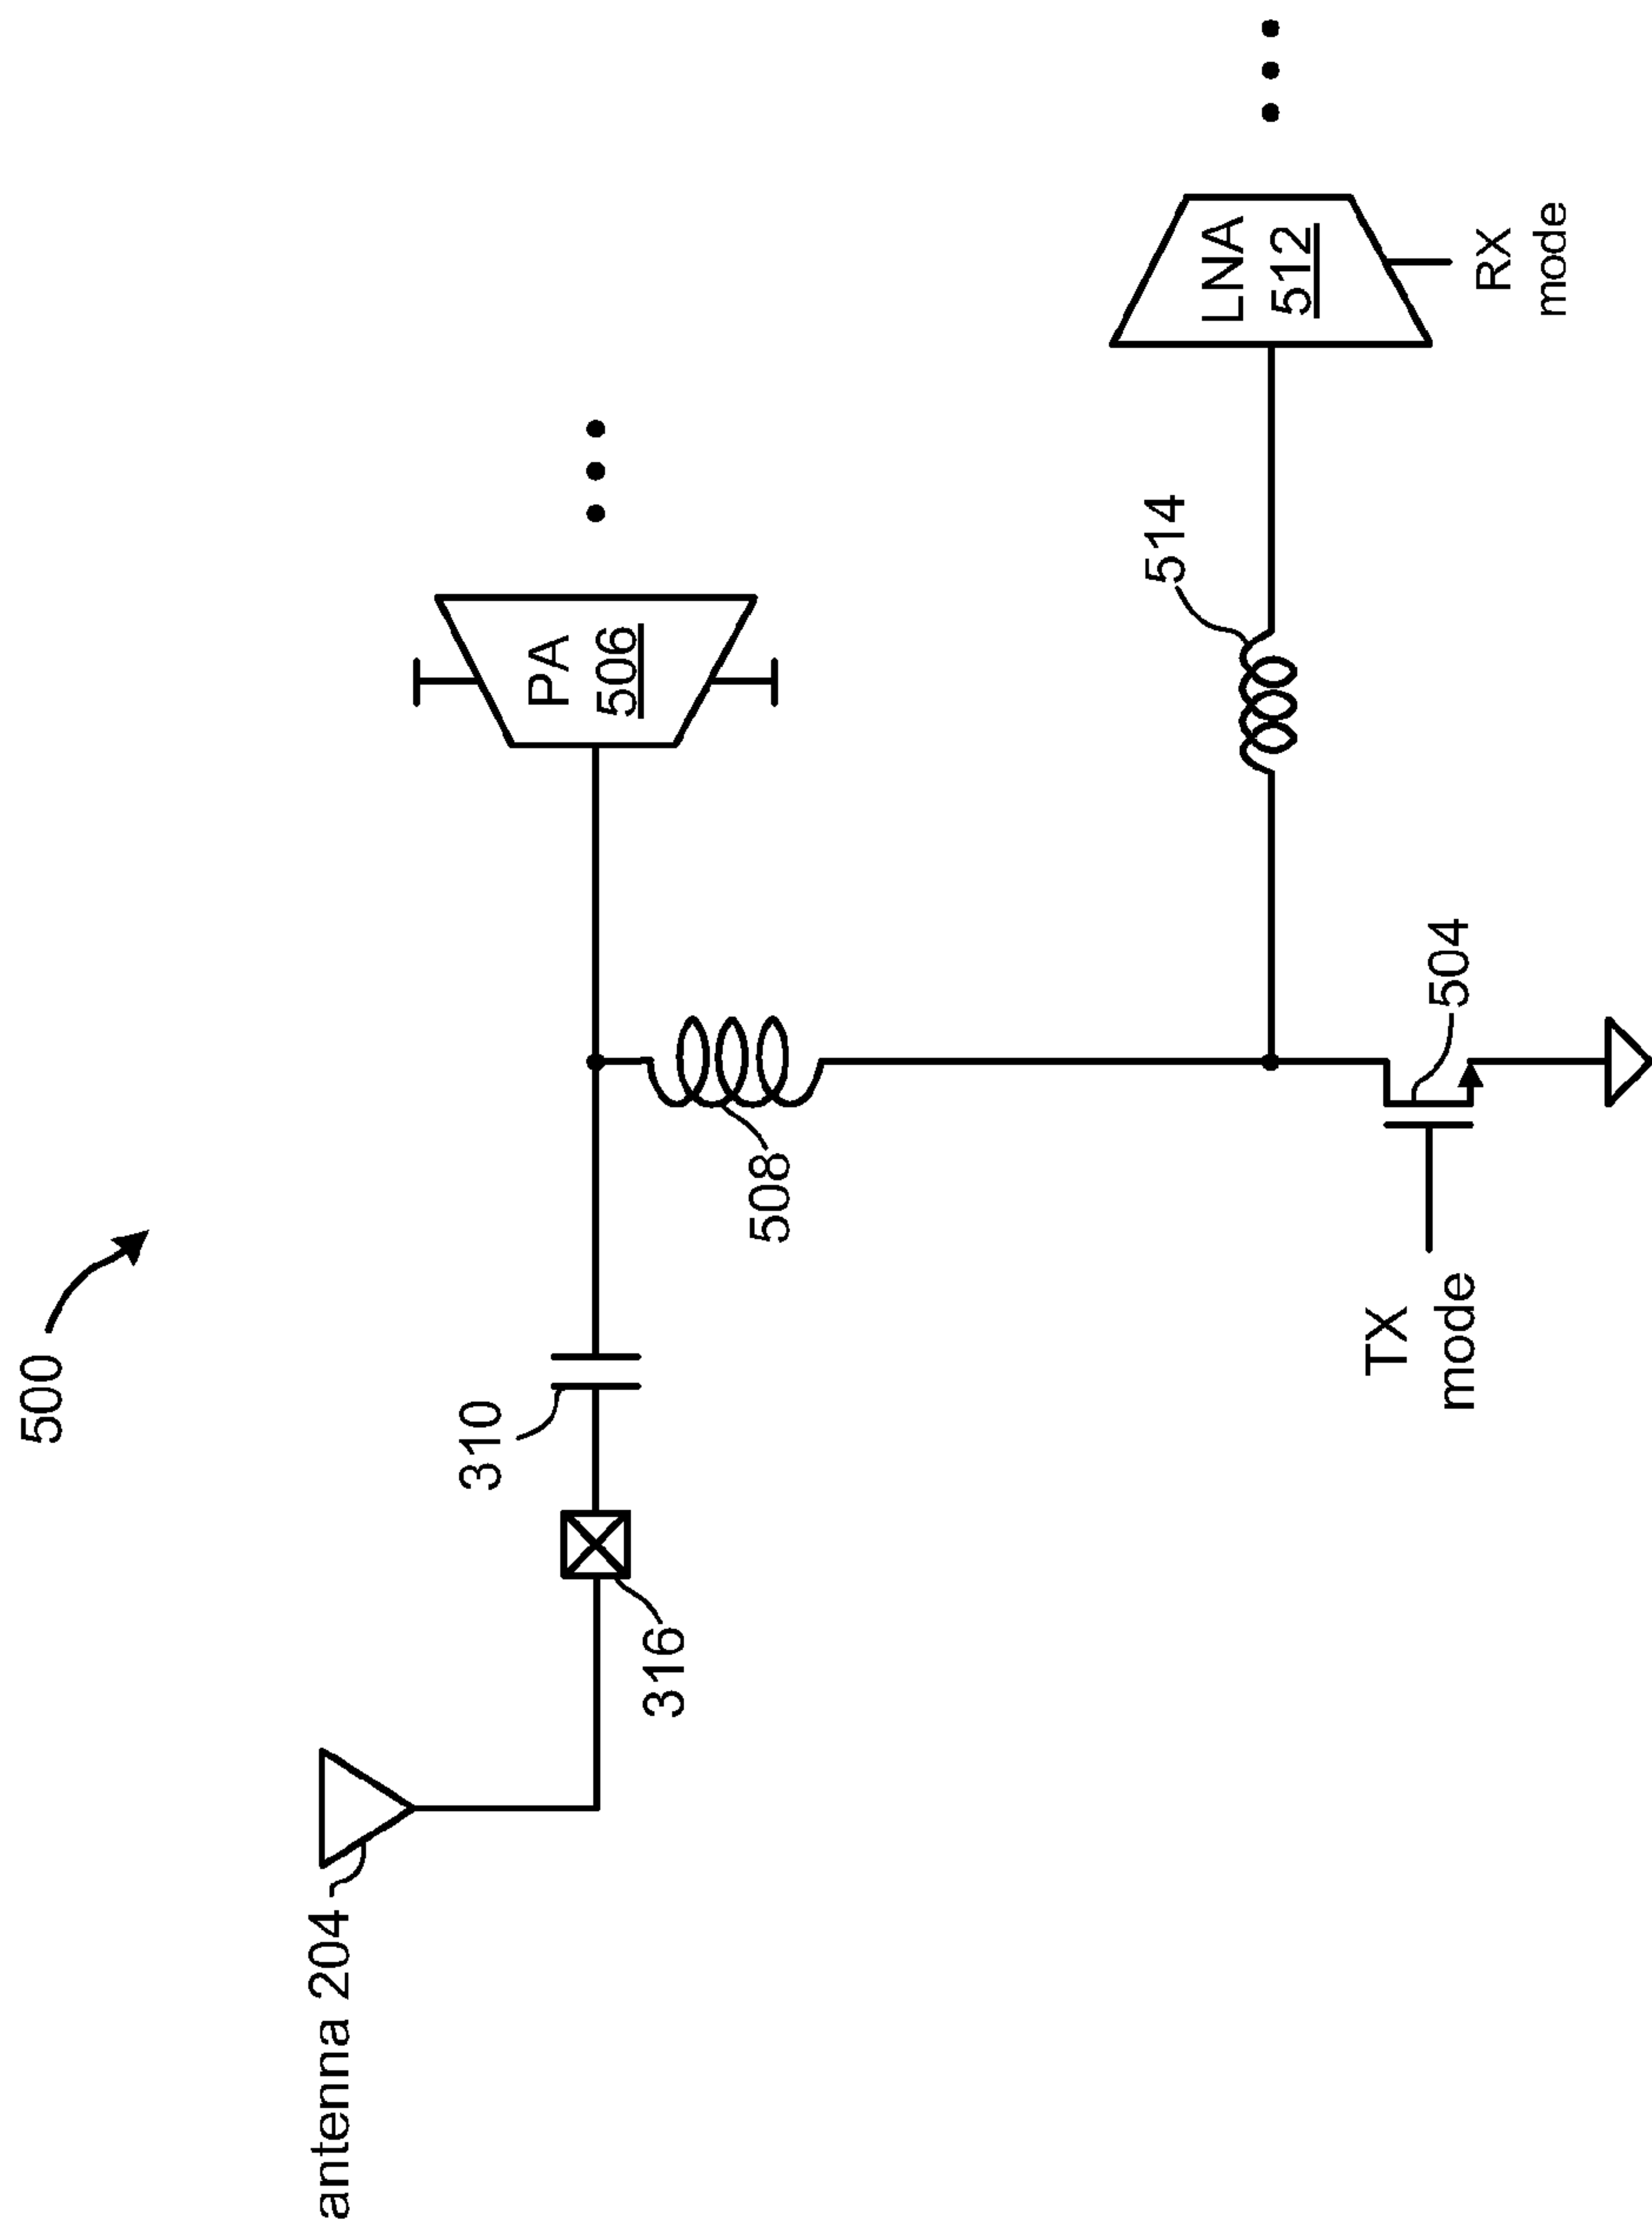 500
antenna 204
316
310
508
PA
506
514
LNA
512
RX
mode
504
TX
mode